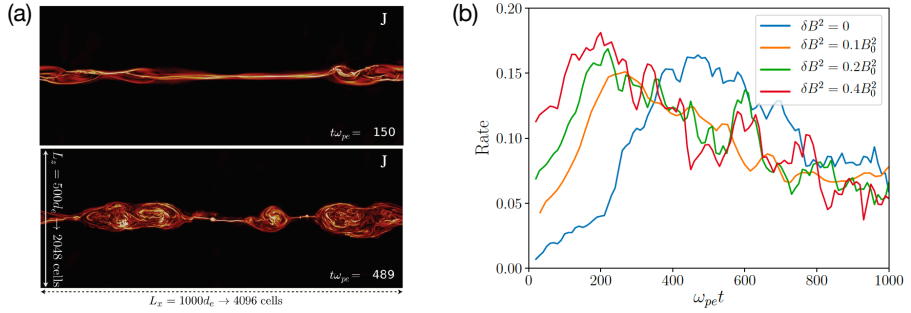 (a)
J
tω_pe = 150
J
L_z = 500d_e → 2048 cells
tω_pe = 489
L_x = 1000d_e → 4096 cells
(b)
Rate
0.20
0.15
0.10
0.05
0.00
δB² = 0
δB² = 0.1B₀²
δB² = 0.2B₀²
δB² = 0.4B₀²
0 200 400 600 800 1000
ω_pe t